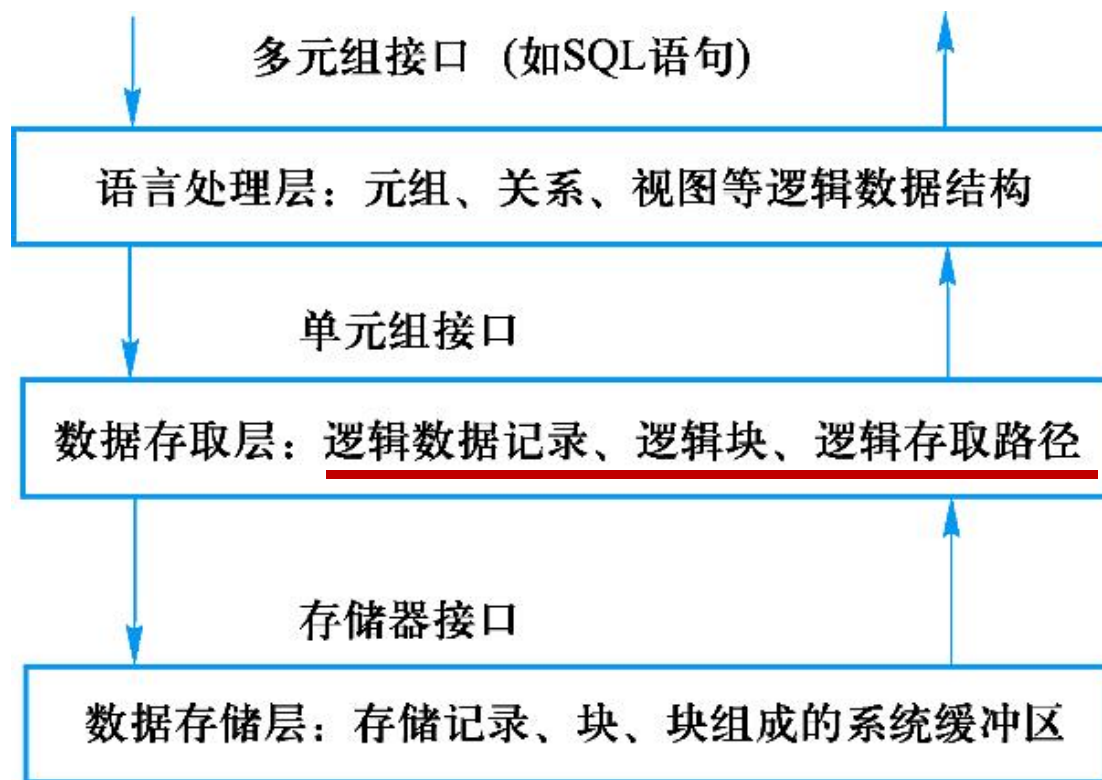 多元组接口 (如SQL语句)
语言处理层：元组、关系、视图等逻辑数据结构
单元组接口
数据存取层：逻辑数据记录、逻辑块、逻辑存取路径
存储器接口
数据存储层：存储记录、块、块组成的系统缓冲区